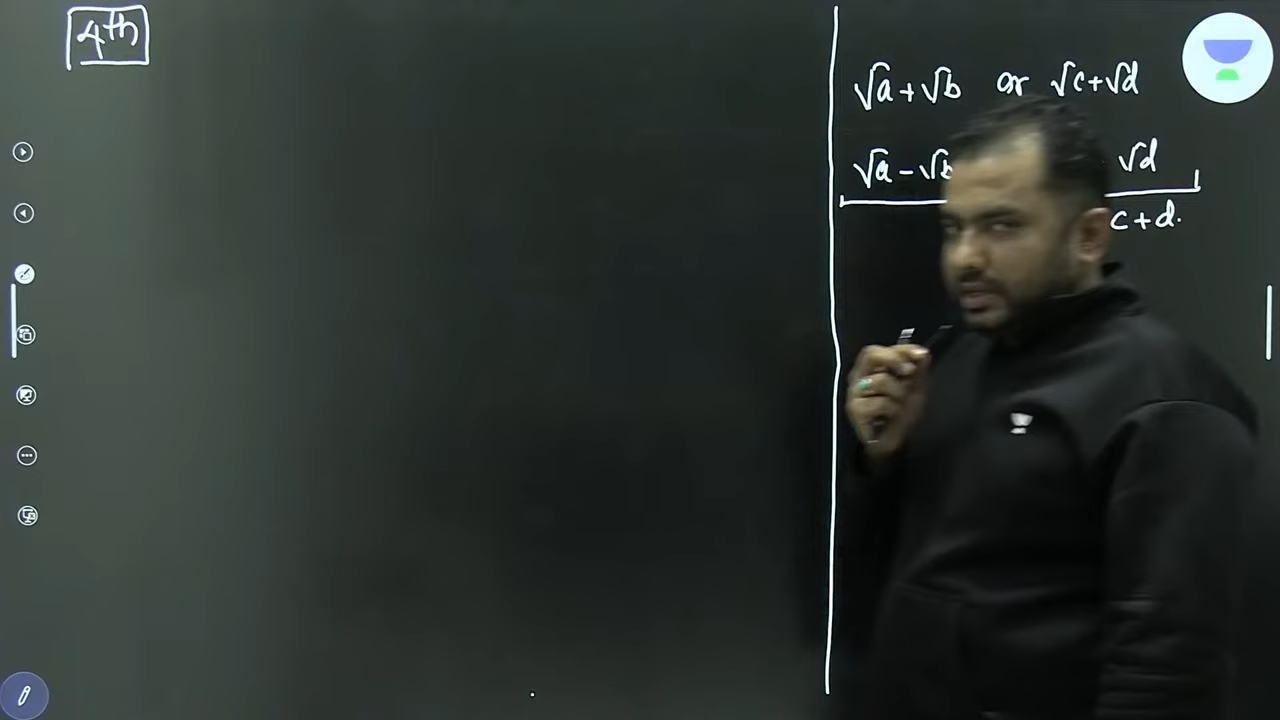 4th
√a + √b or √c + √d
√a - √b √d
c + d.